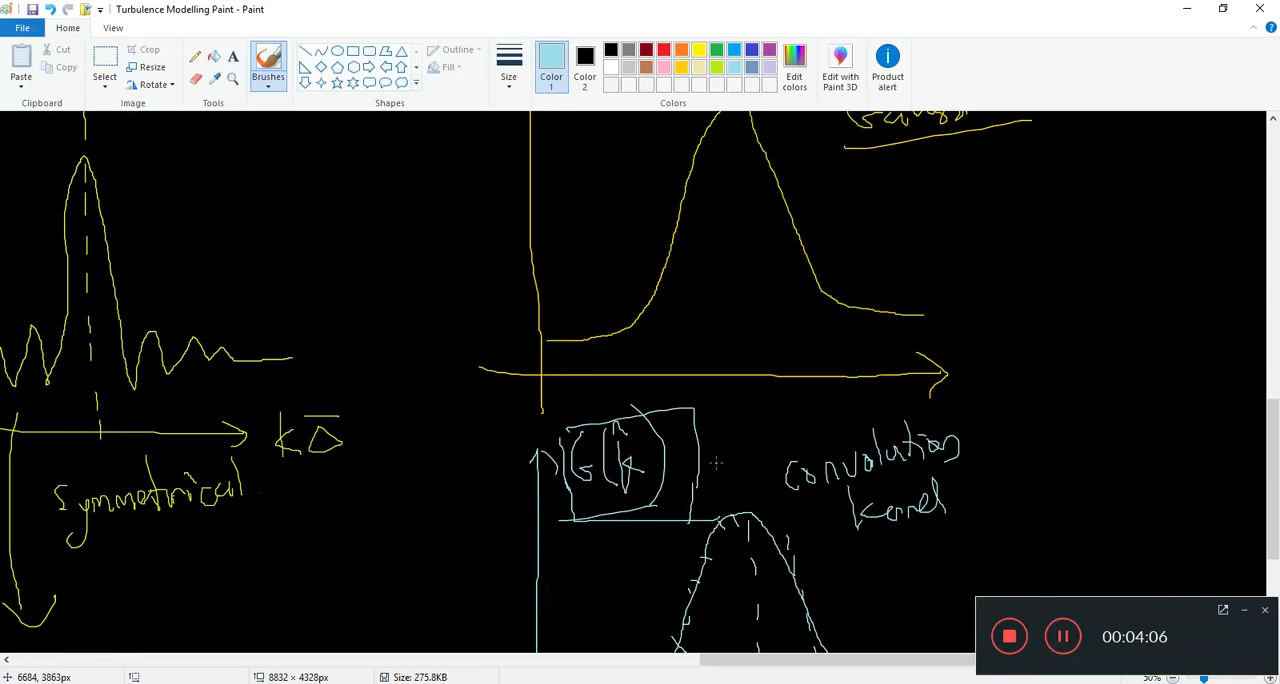 Turbulence Modelling Paint - Paint
File
Home
View
Paste
Cut
Copy
Clipboard
Select
Crop
Resize
Rotate
Image
Tools
Brushes
Shapes
Outline
Fill
Size
Color 1
Color 2
Colors
Edit colors
Edit with Paint 3D
Product alert
k Δ
Symmetrical
G(k)
convolution
kernel
00:04:06
6684, 3863px
8832 × 4328px
Size: 275.8KB
50%